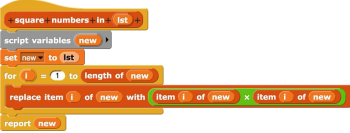 square numbers in lst
script variables new
set new to lst
for i = 1 to length of new
replace item i of new with item i of new × item i of new
report new